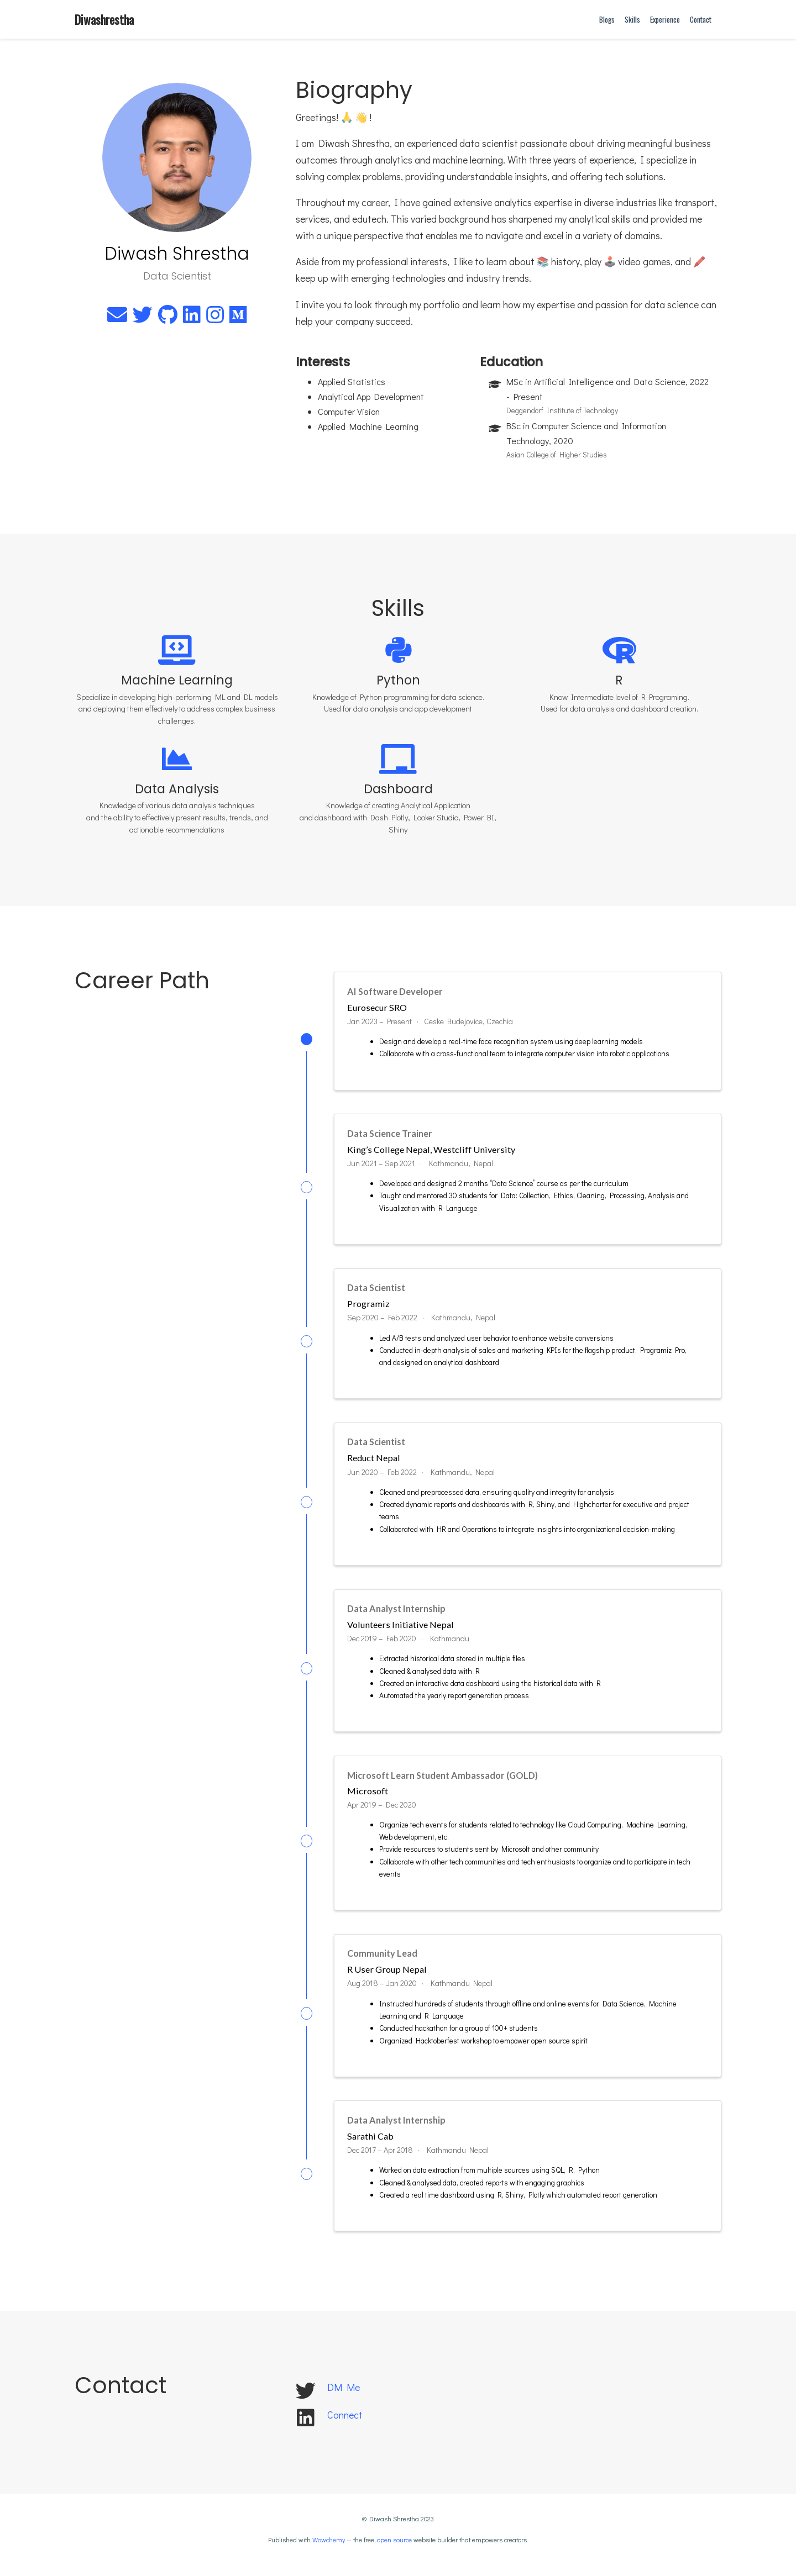 Diwashrestha
Blogs Skills Experience Contact
Diwash Shrestha
Data Scientist
Biography
Greetings! 🙏 👋 !
I am Diwash Shrestha, an experienced data scientist passionate about driving meaningful business
outcomes through analytics and machine learning. With three years of experience, I specialize in
solving complex problems, providing understandable insights, and offering tech solutions.
Throughout my career, I have gained extensive analytics expertise in diverse industries like transport,
services, and edutech. This varied background has sharpened my analytical skills and provided me
with a unique perspective that enables me to navigate and excel in a variety of domains.
Aside from my professional interests, I like to learn about 📚 history, play 🕹️ video games, and 🖍️
keep up with emerging technologies and industry trends.
I invite you to look through my portfolio and learn how my expertise and passion for data science can
help your company succeed.
Interests
Applied Statistics
Analytical App Development
Computer Vision
Applied Machine Learning
Education
MSc in Artificial Intelligence and Data Science, 2022
- Present
Deggendorf Institute of Technology
BSc in Computer Science and Information
Technology, 2020
Asian College of Higher Studies
Skills
Machine Learning
Specialize in developing high-performing ML and DL models
and deploying them effectively to address complex business
challenges.
Python
Knowledge of Python programming for data science.
Used for data analysis and app development
R
Know Intermediate level of R Programing.
Used for data analysis and dashboard creation.
Data Analysis
Knowledge of various data analysis techniques
and the ability to effectively present results, trends, and
actionable recommendations
Dashboard
Knowledge of creating Analytical Application
and dashboard with Dash Plotly, Looker Studio, Power BI,
Shiny
Career Path
AI Software Developer
Eurosecur SRO
Jan 2023 – Present · Ceske Budejovice, Czechia
Design and develop a real-time face recognition system using deep learning models
Collaborate with a cross-functional team to integrate computer vision into robotic applications
Data Science Trainer
King's College Nepal, Westcliff University
Jun 2021 – Sep 2021 · Kathmandu, Nepal
Developed and designed 2 months "Data Science" course as per the curriculum
Taught and mentored 30 students for Data: Collection, Ethics, Cleaning, Processing, Analysis and
Visualization with R Language
Data Scientist
Programiz
Sep 2020 – Feb 2022 · Kathmandu, Nepal
Led A/B tests and analyzed user behavior to enhance website conversions
Conducted in-depth analysis of sales and marketing KPIs for the flagship product, Programiz Pro,
and designed an analytical dashboard
Data Scientist
Reduct Nepal
Jun 2020 – Feb 2022 · Kathmandu, Nepal
Cleaned and preprocessed data, ensuring quality and integrity for analysis
Created dynamic reports and dashboards with R, Shiny, and Highcharter for executive and project
teams
Collaborated with HR and Operations to integrate insights into organizational decision-making
Data Analyst Internship
Volunteers Initiative Nepal
Dec 2019 – Feb 2020 · Kathmandu
Extracted historical data stored in multiple files
Cleaned & analysed data with R
Created an interactive data dashboard using the historical data with R
Automated the yearly report generation process
Microsoft Learn Student Ambassador (GOLD)
Microsoft
Apr 2019 – Dec 2020
Organize tech events for students related to technology like Cloud Computing, Machine Learning,
Web development, etc.
Provide resources to students sent by Microsoft and other community
Collaborate with other tech communities and tech enthusiasts to organize and to participate in tech
events
Community Lead
R User Group Nepal
Aug 2018 – Jan 2020 · Kathmandu Nepal
Instructed hundreds of students through offline and online events for Data Science, Machine
Learning and R Language
Conducted hackathon for a group of 100+ students
Organized Hacktoberfest workshop to empower open source spirit
Data Analyst Internship
Sarathi Cab
Dec 2017 – Apr 2018 · Kathmandu Nepal
Worked on data extraction from multiple sources using SQL, R, Python
Cleaned & analysed data, created reports with engaging graphics
Created a real time dashboard using R, Shiny, Plotly which automated report generation
Contact
DM Me
Connect
© Diwash Shrestha 2023
Published with Wowchemy — the free, open source website builder that empowers creators.